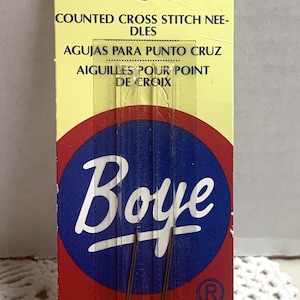 COUNTED CROSS STITCH NEE-
DLES
AGUJAS PARA PUNTO CRUZ
AIGUILLES POUR POINT
DE CROIX
Boye
®